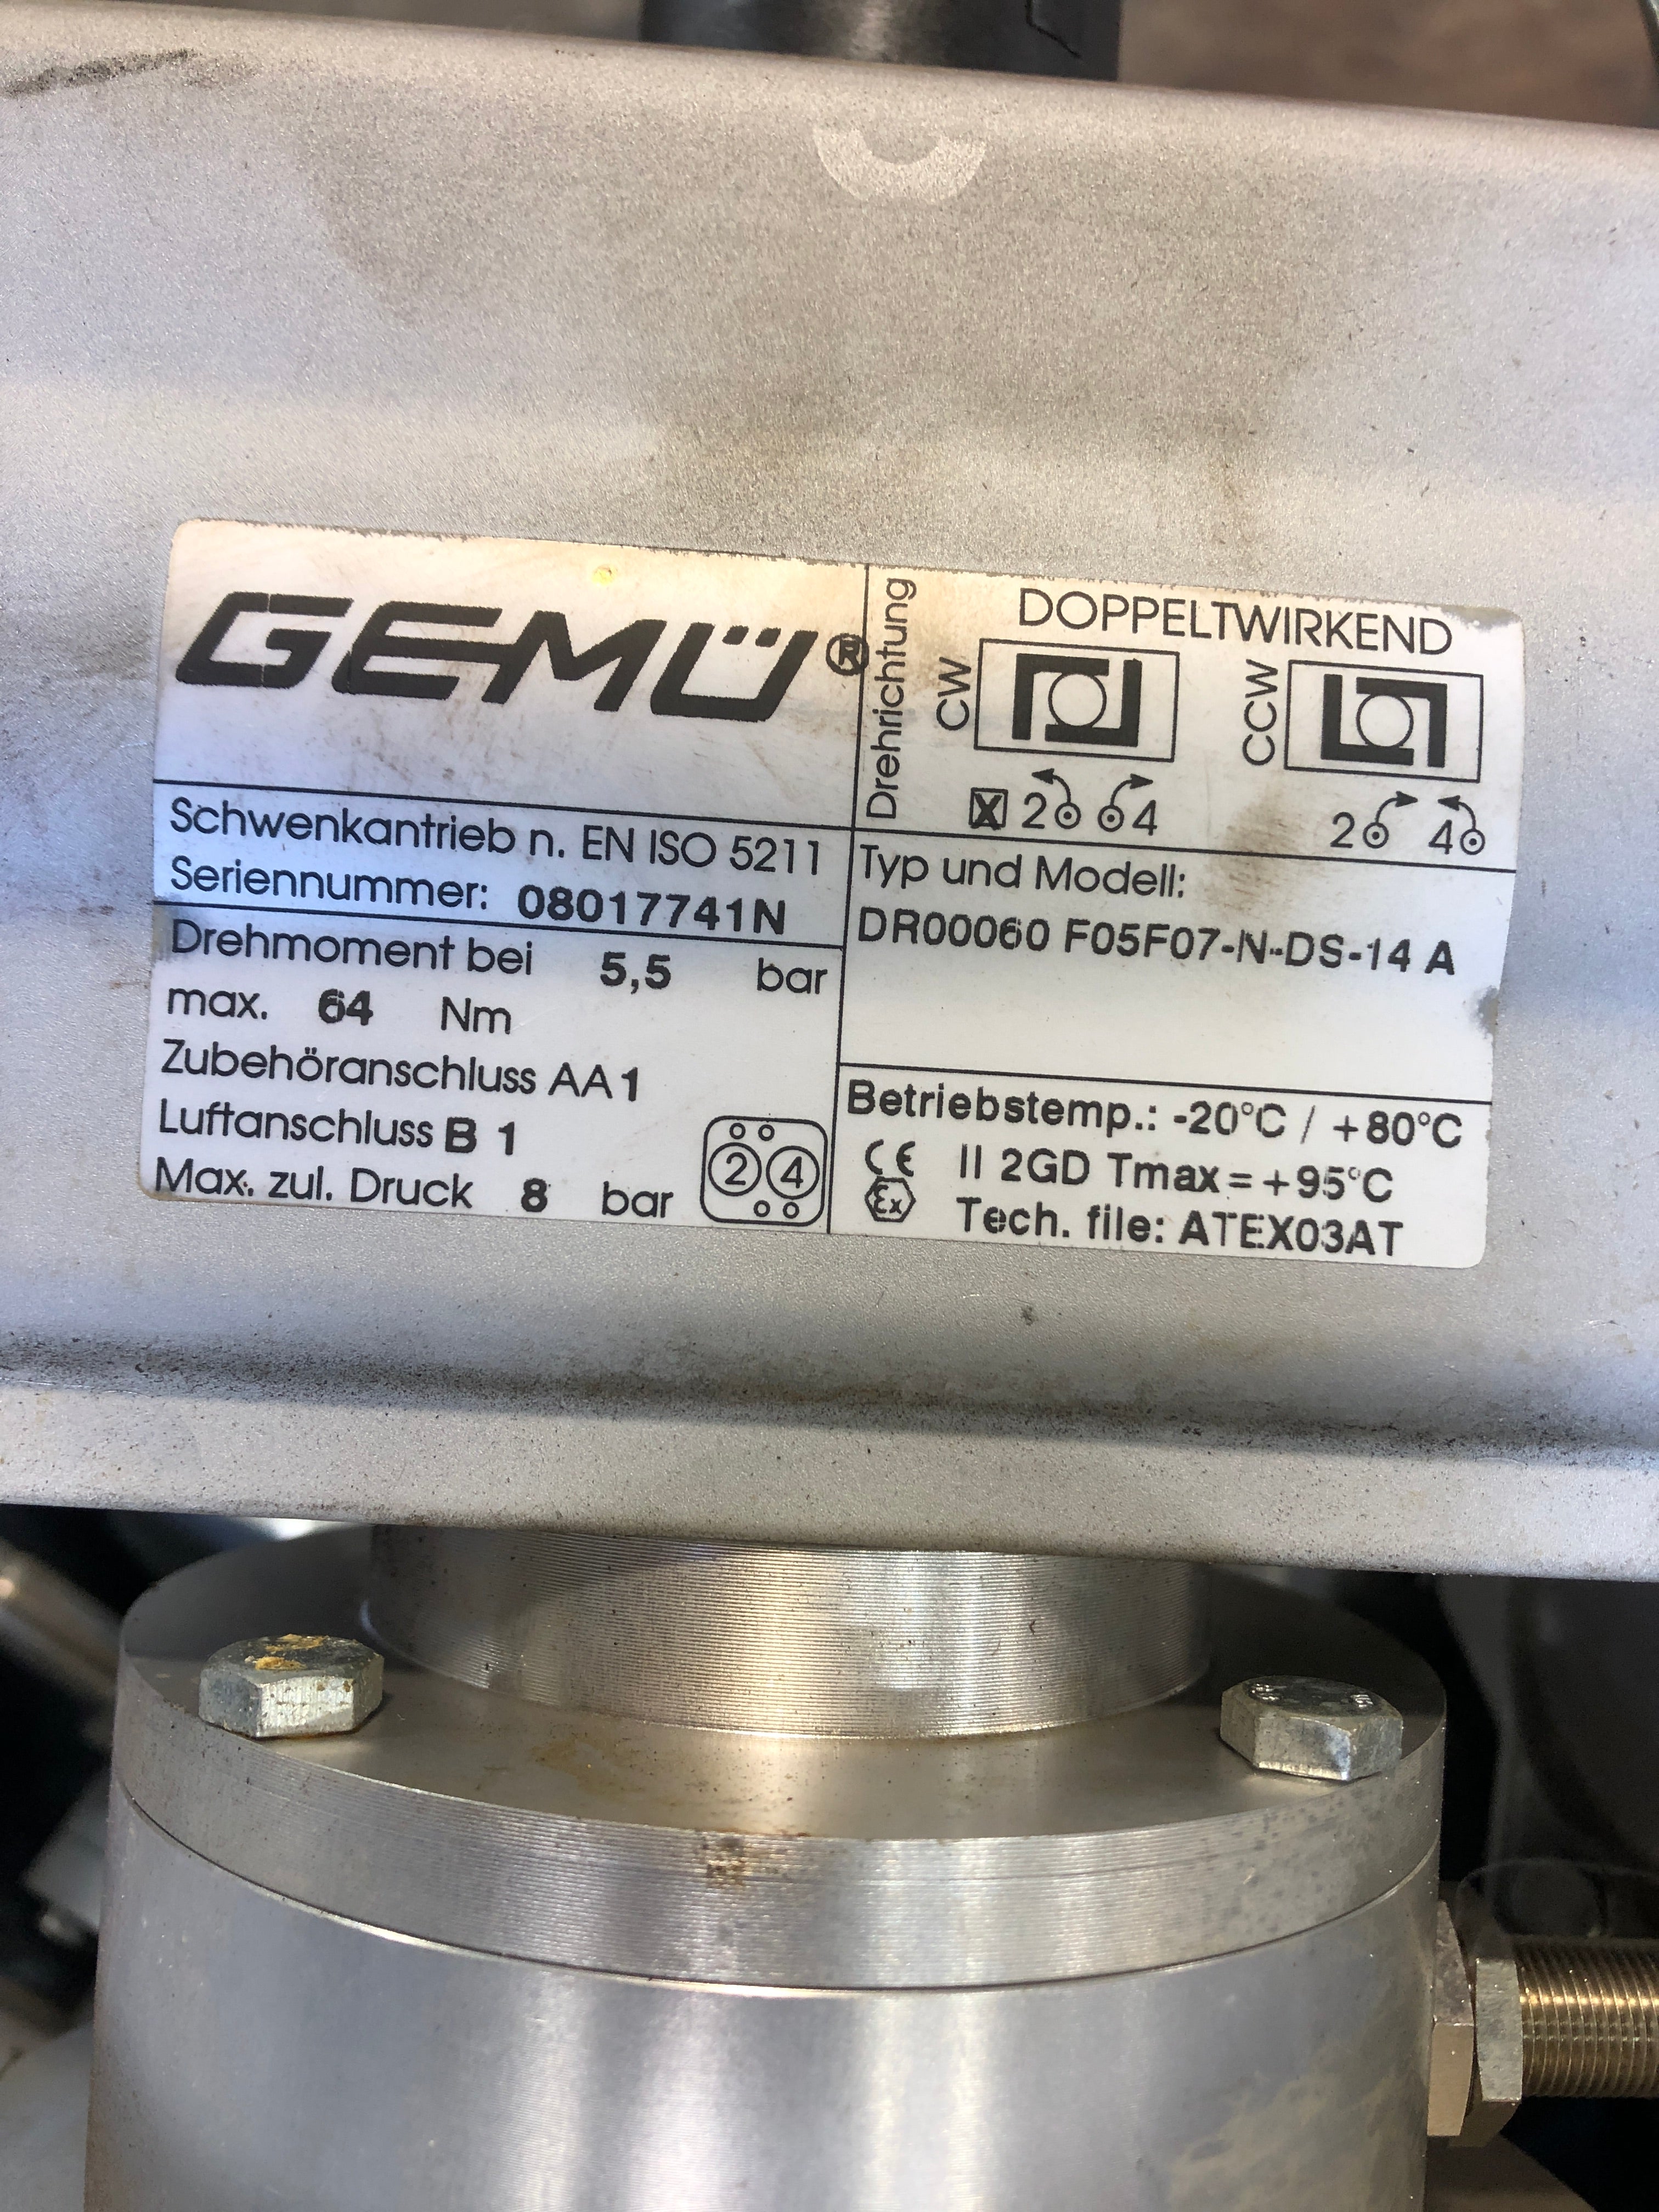 GEMÜ®
Schwenkantrieb n. EN ISO 5211
Seriennummer: 08017741N
Drehmoment bei 5,5 bar
max. 64 Nm
Zubehöranschluss AA1
Luftanschluss B 1
Max. zul. Druck 8 bar
2 4
Drehrichtung
DOPPELTWIRKEND
CW
CCW
X 2 4
2 4
Typ und Modell:
DR00060 F05F07-N-DS-14 A
Betriebstemp.: -20°C / +80°C
CE II 2GD Tmax=+95°C
Ex Tech. file: ATEX03AT